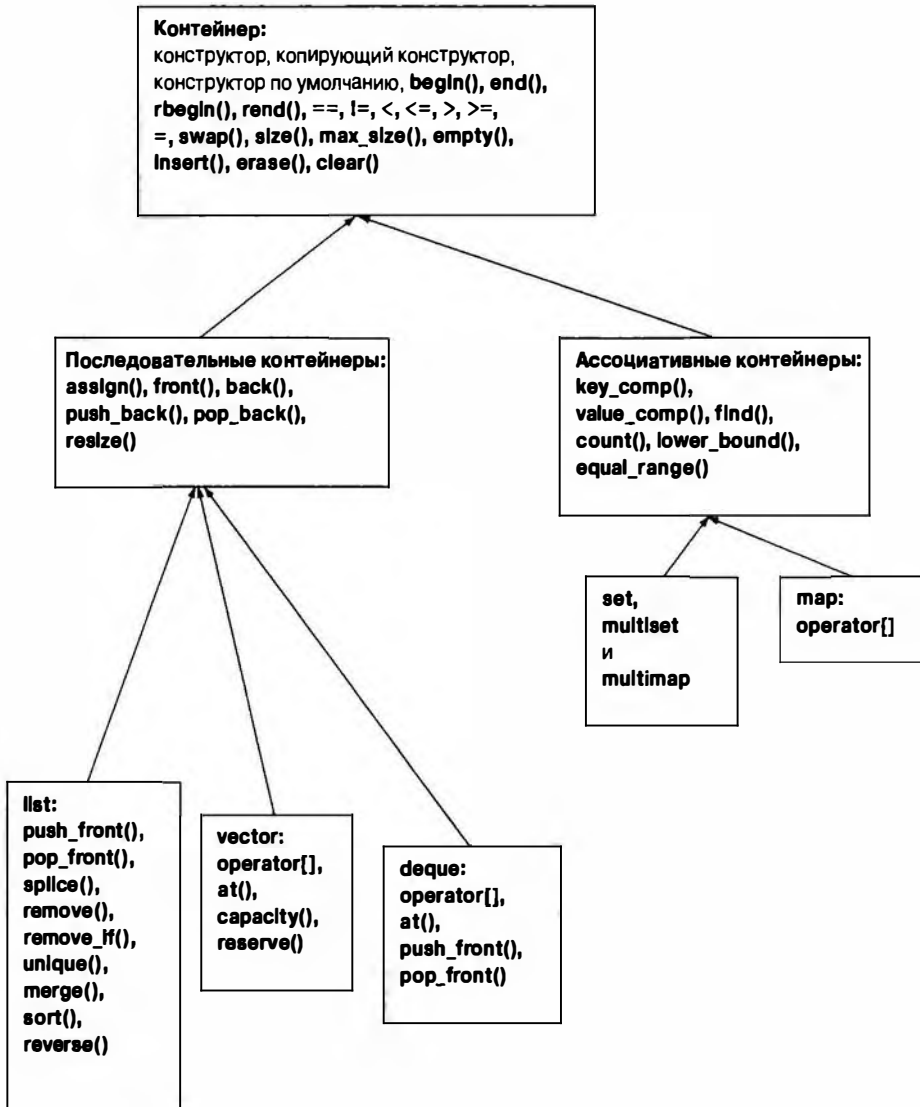 Контейнер:
конструктор, копирующий конструктор,
конструктор по умолчанию, begin(), end(),
rbegin(), rend(), ==, !=, <, <=, >, >=,
=, swap(), size(), max_size(), empty(),
insert(), erase(), clear()
Последовательные контейнеры:
assign(), front(), back(),
push_back(), pop_back(),
resize()
Ассоциативные контейнеры:
key_comp(),
value_comp(), find(),
count(), lower_bound(),
equal_range()
set,
multiset
и
multimap
map:
operator[]
list:
push_front(),
pop_front(),
splice(),
remove(),
remove_if(),
unique(),
merge(),
sort(),
reverse()
vector:
operator[],
at(),
capacity(),
reserve()
deque:
operator[],
at(),
push_front(),
pop_front()